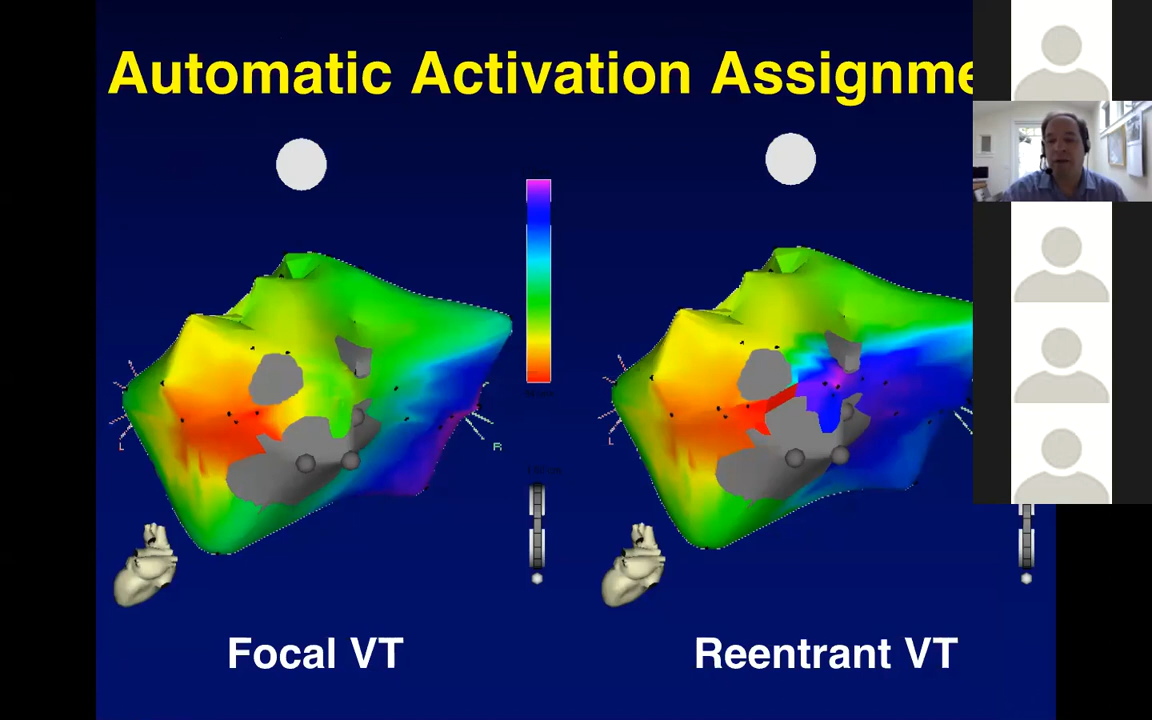 Automatic Activation Assignme
L
R
L
Focal VT
Reentrant VT